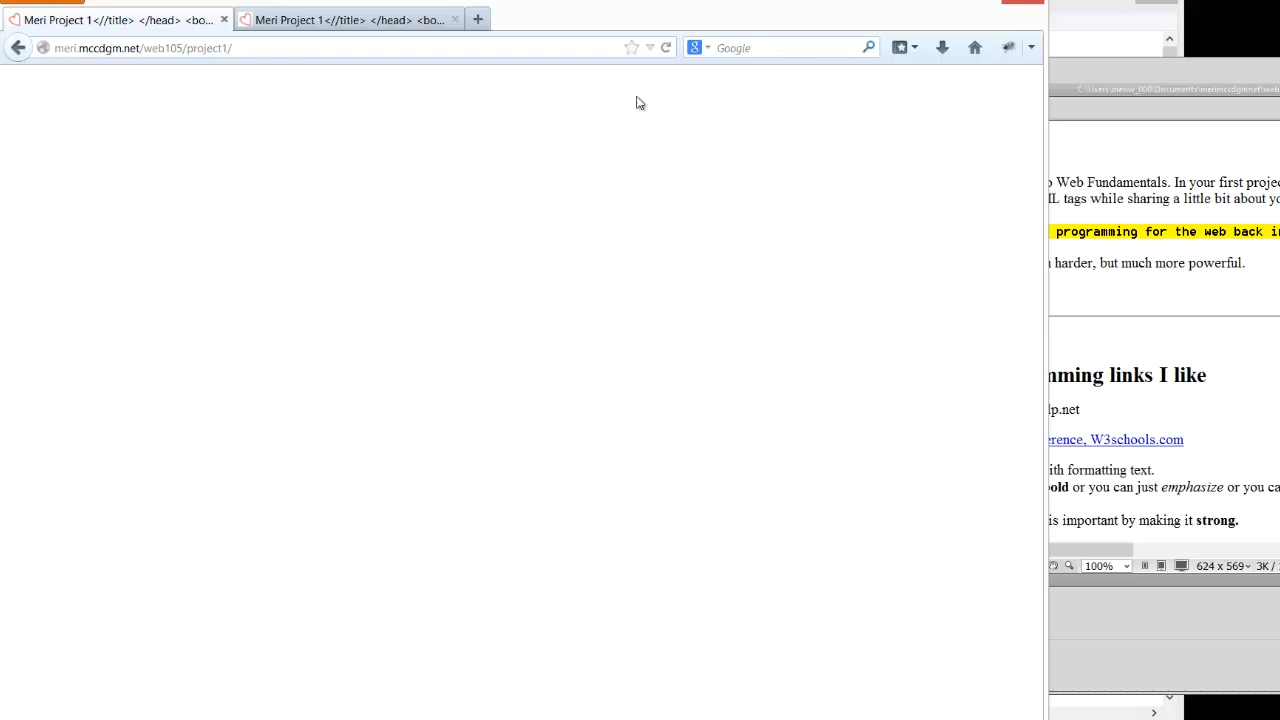 Meri Project 1<//title> </head> <bo...
Meri Project 1<//title> </head> <bo...
meri.mccdgm.net/web105/project1/
Google
Web Fundamentals. In your first projec
L tags while sharing a little bit about yo
programming for the web back in
harder, but much more powerful.
mming links I like
lp.net
erence, W3schools.com
ith formatting text.
bold or you can just emphasize or you ca
is important by making it strong.
100%
624 x 569
3K /